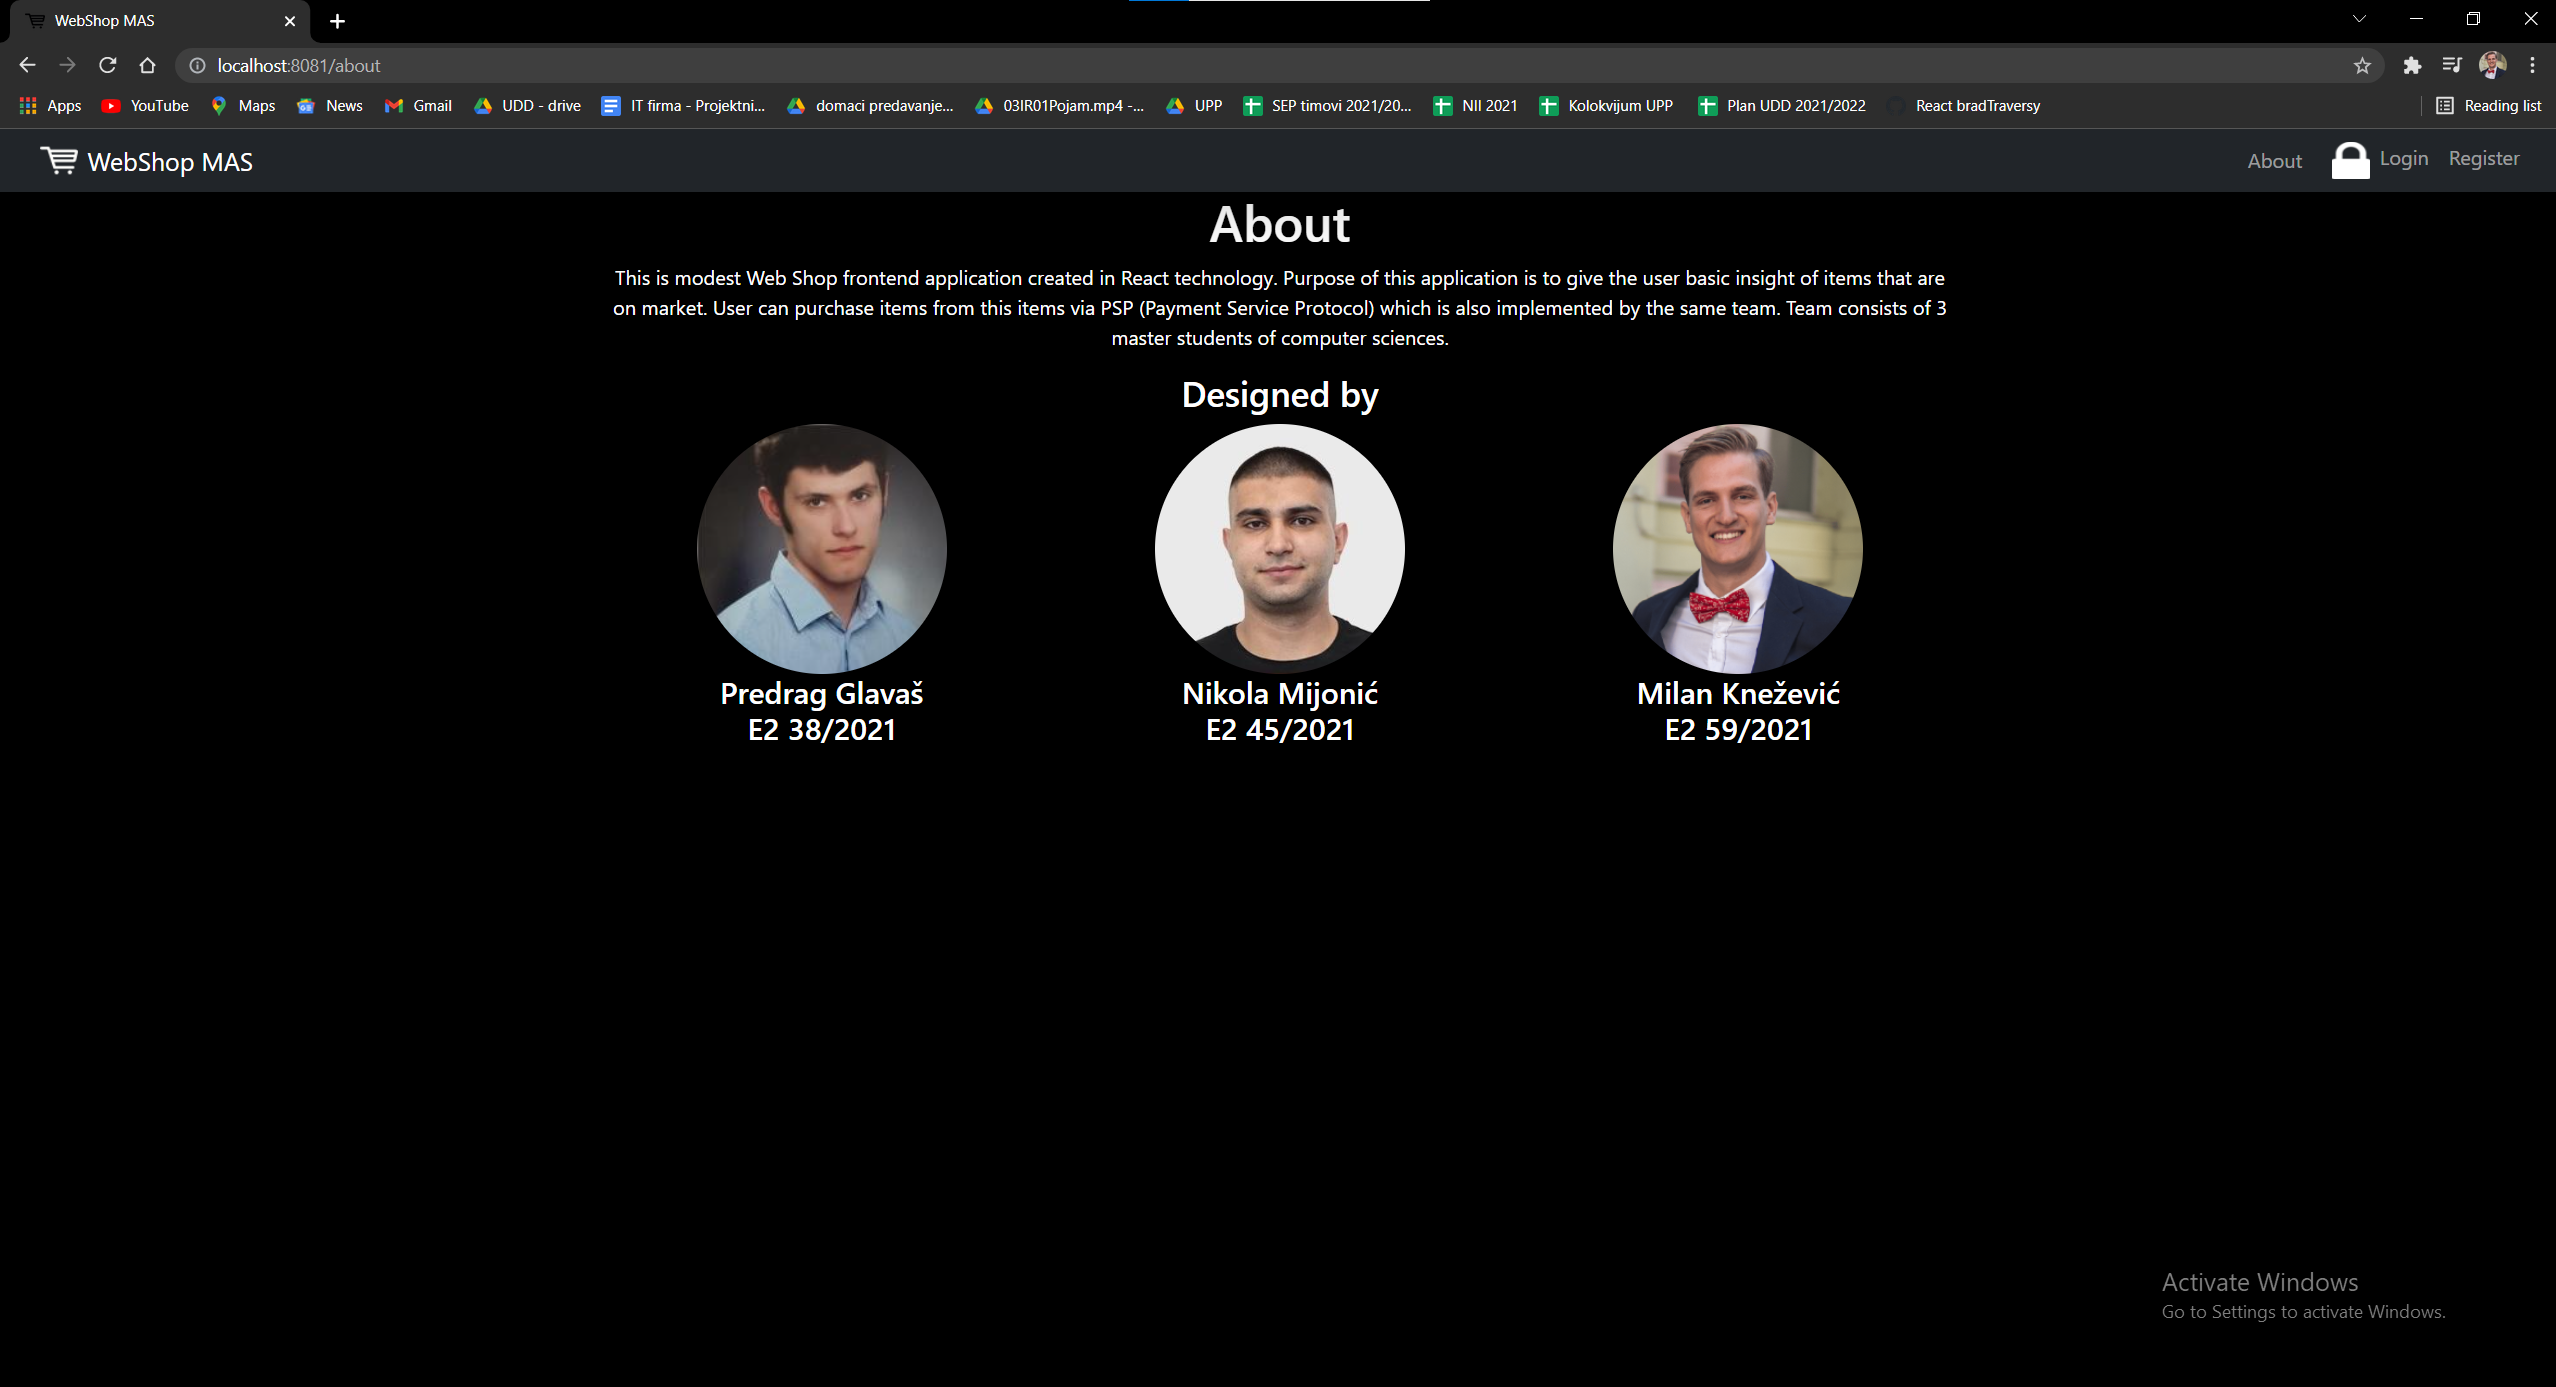 WebShop MAS
localhost:8081/about
Apps YouTube Maps News Gmail UDD - drive IT firma - Projektni... domaci predavanje... 03IR01Pojam.mp4 -... UPP SEP timovi 2021/20... NII 2021 Kolokvijum UPP Plan UDD 2021/2022 React bradTraversy Reading list
WebShop MAS About Login Register
About
This is modest Web Shop frontend application created in React technology. Purpose of this application is to give the user basic insight of items that are
on market. User can purchase items from this items via PSP (Payment Service Protocol) which is also implemented by the same team. Team consists of 3
master students of computer sciences.
Designed by
Predrag Glavaš Nikola Mijonić Milan Knežević
E2 38/2021 E2 45/2021 E2 59/2021
Activate Windows
Go to Settings to activate Windows.